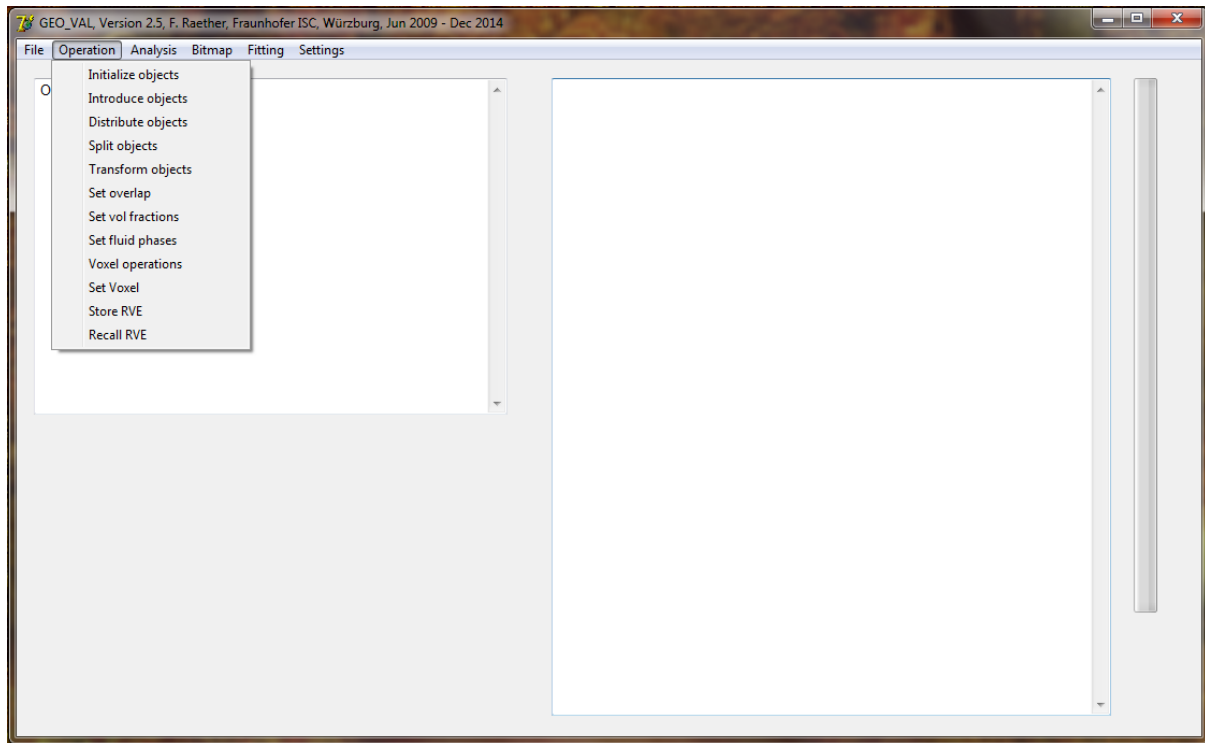 GEO_VAL, Version 2.5, F. Raether, Fraunhofer ISC, Würzburg, Jun 2009 - Dec 2014
File Operation Analysis Bitmap Fitting Settings
Initialize objects
Introduce objects
Distribute objects
Split objects
Transform objects
Set overlap
Set vol fractions
Set fluid phases
Voxel operations
Set Voxel
Store RVE
Recall RVE